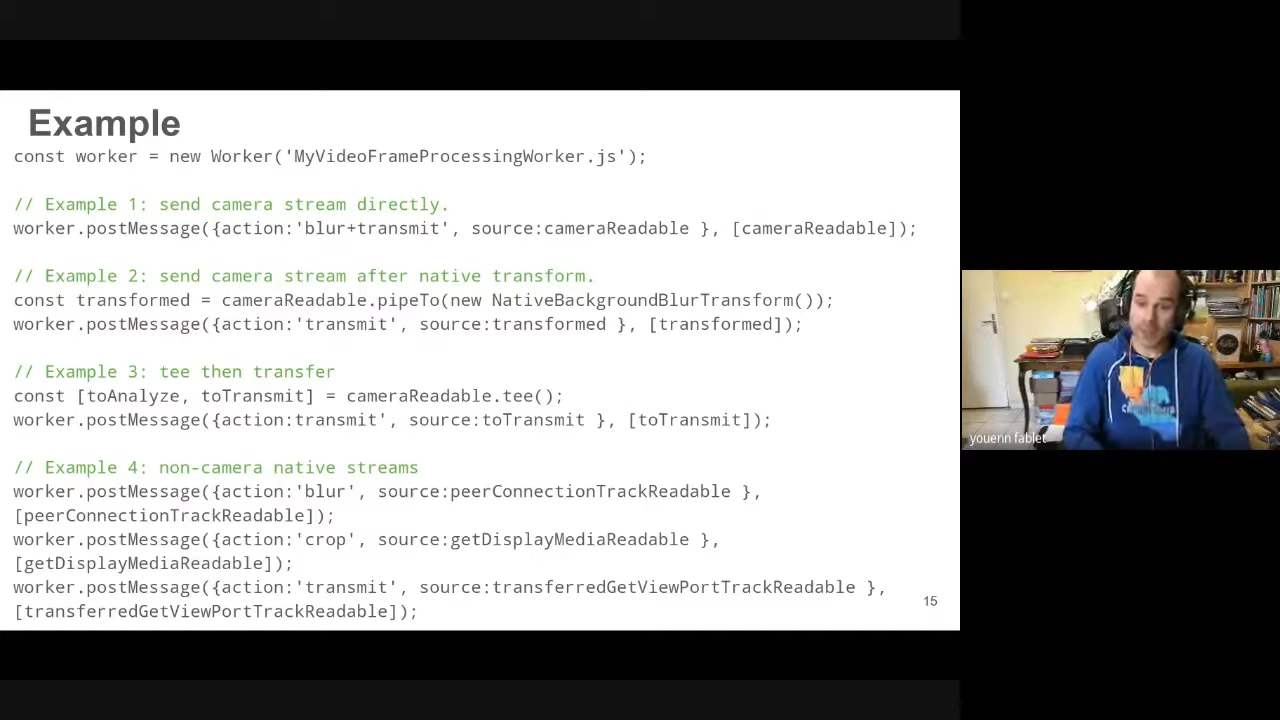 Example
const worker = new Worker('MyVideoFrameProcessingWorker.js');
// Example 1: send camera stream directly.
worker.postMessage({action:'blur+transmit', source:cameraReadable }, [cameraReadable]);
// Example 2: send camera stream after native transform.
const transformed = cameraReadable.pipeTo(new NativeBackgroundBlurTransform());
worker.postMessage({action:'transmit', source:transformed }, [transformed]);
// Example 3: tee then transfer
const [toAnalyze, toTransmit] = cameraReadable.tee();
worker.postMessage({action:transmit', source:toTransmit }, [toTransmit]);
// Example 4: non-camera native streams
worker.postMessage({action:'blur', source:peerConnectionTrackReadable },
[peerConnectionTrackReadable]);
worker.postMessage({action:'crop', source:getDisplayMediaReadable },
[getDisplayMediaReadable]);
worker.postMessage({action:'transmit', source:transferredGetViewPortTrackReadable },
[transferredGetViewPortTrackReadable]);
15
youenn fablet